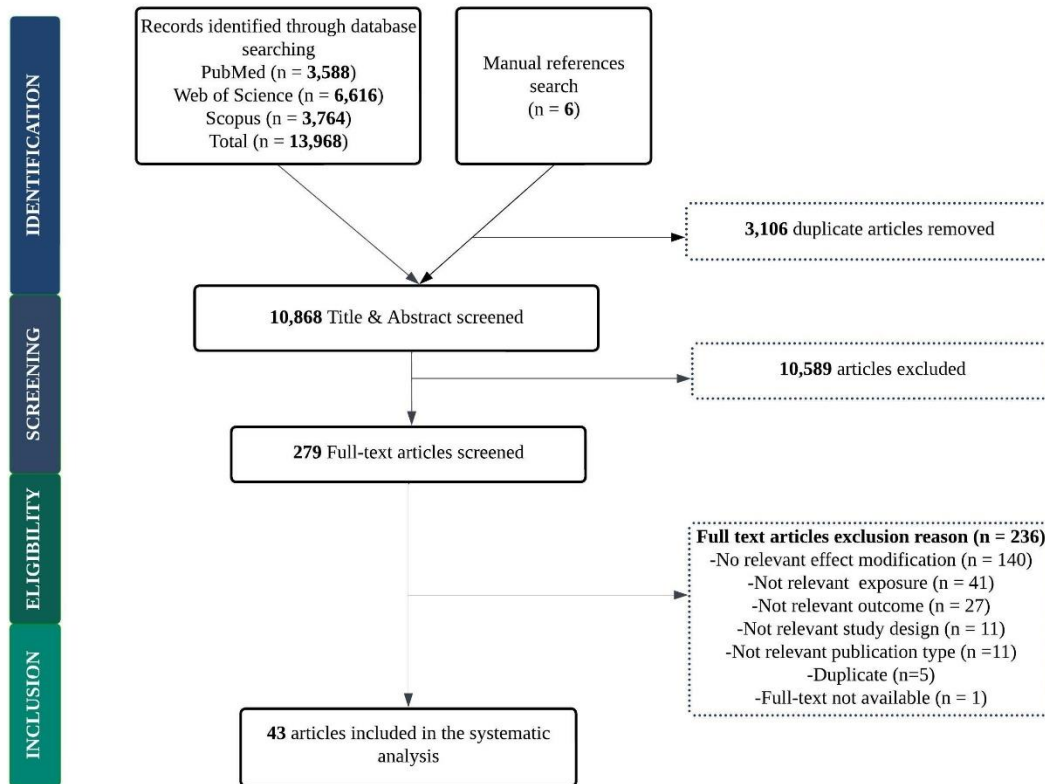 IDENTIFICATION
Records identified through database
searching
PubMed (n = 3,588)
Web of Science (n = 6,616)
Scopus (n = 3,764)
Total (n = 13,968)
Manual references
search
(n = 6)
3,106 duplicate articles removed
SCREENING
10,868 Title & Abstract screened
10,589 articles excluded
279 Full-text articles screened
ELIGIBILITY
Full text articles exclusion reason (n = 236)
-No relevant effect modification (n = 140)
-Not relevant exposure (n = 41)
-Not relevant outcome (n = 27)
-Not relevant study design (n = 11)
-Not relevant publication type (n =11)
-Duplicate (n=5)
-Full-text not available (n = 1)
INCLUSION
43 articles included in the systematic
analysis